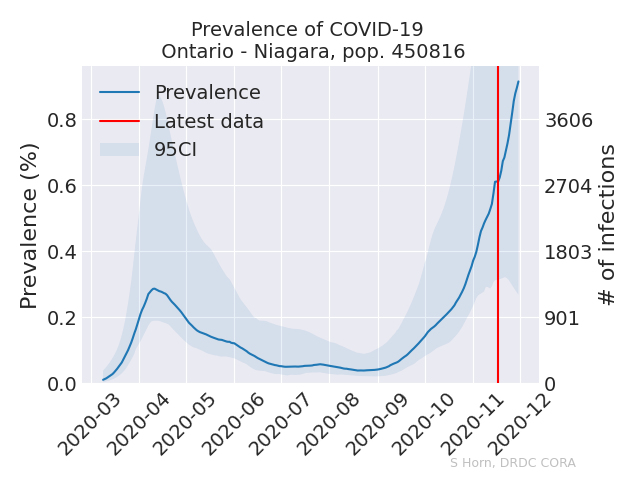 Prevalence of COVID-19
Ontario - Niagara, pop. 450816
Prevalence
Latest data
95CI
Prevalence (%)
0.8
0.6
0.4
0.2
0.0
3606
2704
1803
901
0
# of infections
2020-03
2020-04
2020-05
2020-06
2020-07
2020-08
2020-09
2020-10
2020-11
2020-12
S Horn, DRDC CORA